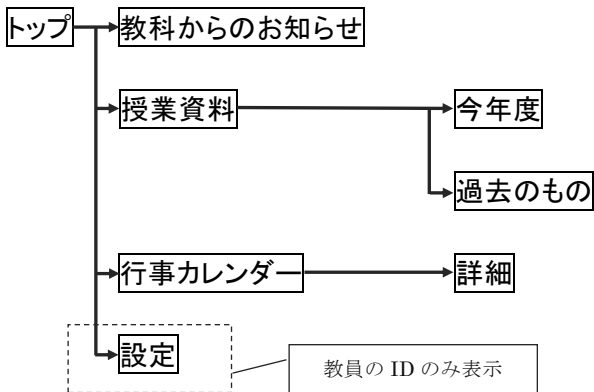 トップ
教科からのお知らせ
授業資料
今年度
過去のもの
行事カレンダー
詳細
設定
教員の ID のみ表示